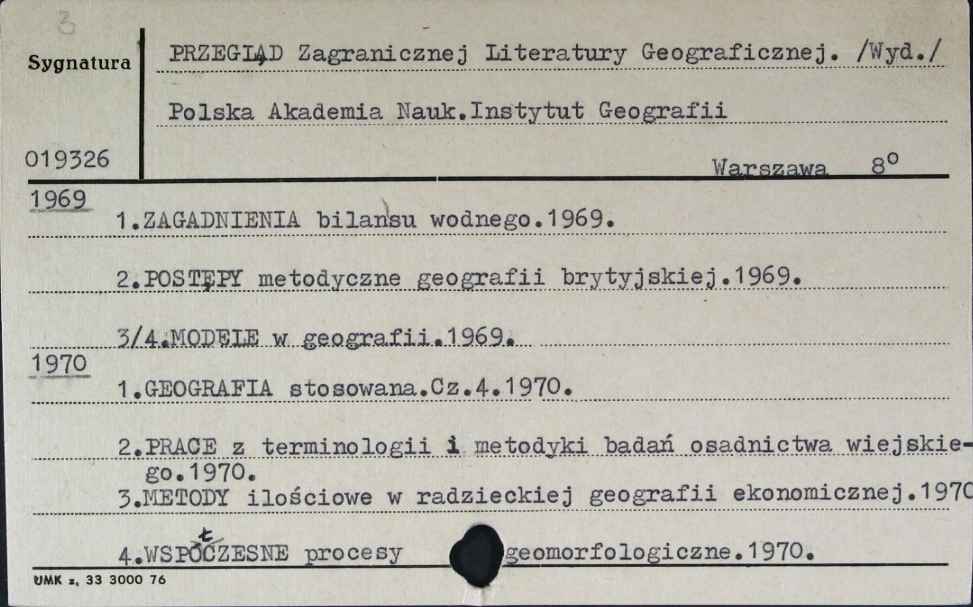 3
Sygnatura
PRZEGLĄD Zagranicznej Literatury Geograficznej. /Wyd./
Polska Akademia Nauk.Instytut Geografii
019326
Warszawa 8º
1969
1.ZAGADNIENIA bilansu wodnego.1969.
2.POSTĘPY metodyczne geografii brytyjskiej.1969.
3/4.MODELE w geografii.1969.
1970
1.GEOGRAFIA stosowana.Cz.4.1970.
2.PRACE z terminologii i metodyki badań osadnictwa wiejskie-
go.1970.
3.METODY ilościowe w radzieckiej geografii ekonomicznej.1970
4.WSPÓŁCZESNE procesy geomorfologiczne.1970.
UMK z, 33 3000 76